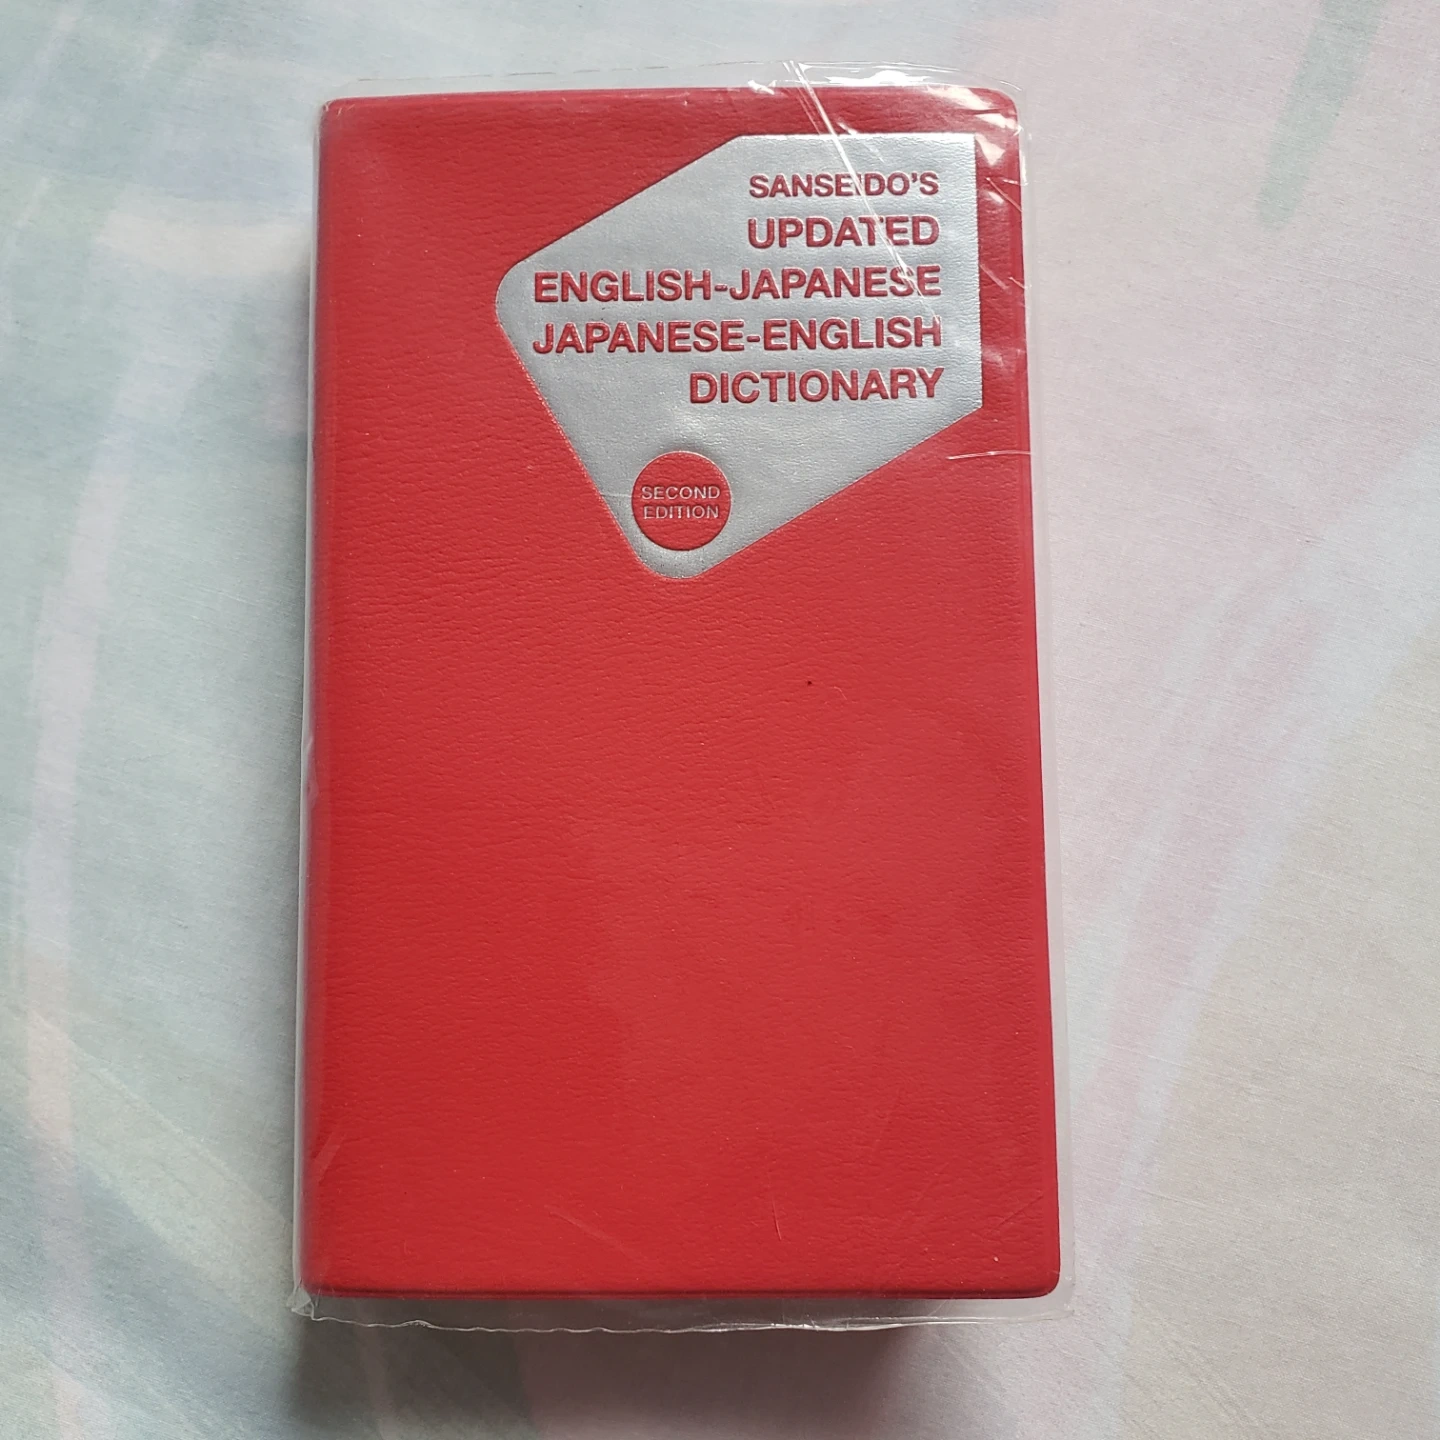 SANSEIDO'S
UPDATED
ENGLISH-JAPANESE
JAPANESE-ENGLISH
DICTIONARY
SECOND
EDITION